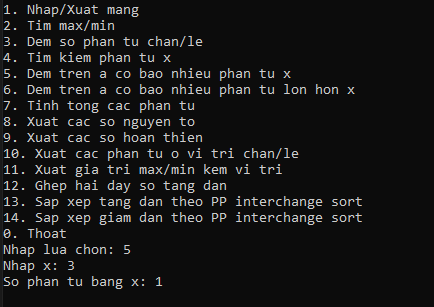 1. Nhap/Xuat mang
2. Tim max/min
3. Dem so phan tu chan/le
4. Tim kiem phan tu x
5. Dem tren a co bao nhieu phan tu x
6. Dem tren a co bao nhieu phan tu lon hon x
7. Tinh tong cac phan tu
8. Xuat cac so nguyen to
9. Xuat cac so hoan thien
10. Xuat cac phan tu o vi tri chan/le
11. Xuat gia tri max/min kem vi tri
12. Ghep hai day so tang dan
13. Sap xep tang dan theo PP interchange sort
14. Sap xep giam dan theo PP interchange sort
0. Thoat
Nhap lua chon: 5
Nhap x: 3
So phan tu bang x: 1